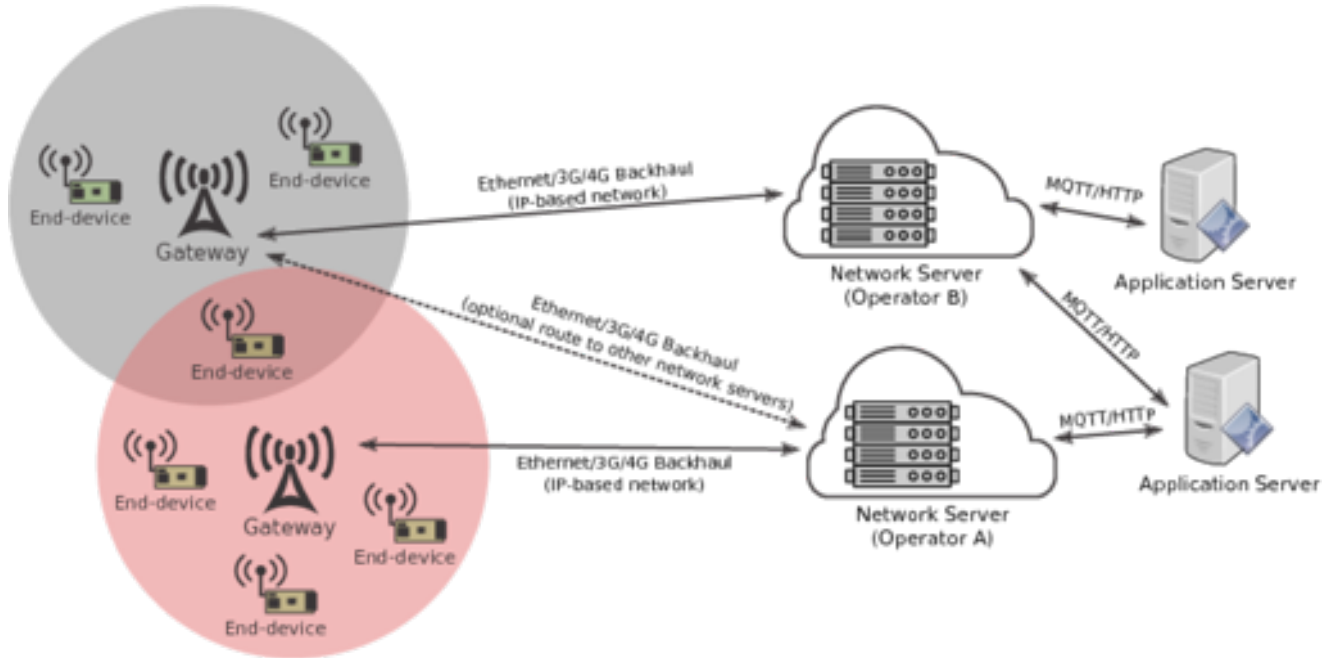 End-device
End-device
Gateway
End-device
End-device
Gateway
End-device
End-device
Ethernet/3G/4G Backhaul
(IP-based network)
Ethernet/3G/4G Backhaul
(optional route to other network servers)
Ethernet/3G/4G Backhaul
(IP-based network)
Network Server
(Operator B)
Network Server
(Operator A)
MQTT/HTTP
Application Server
MQTT/HTTP
MQTT/HTTP
Application Server